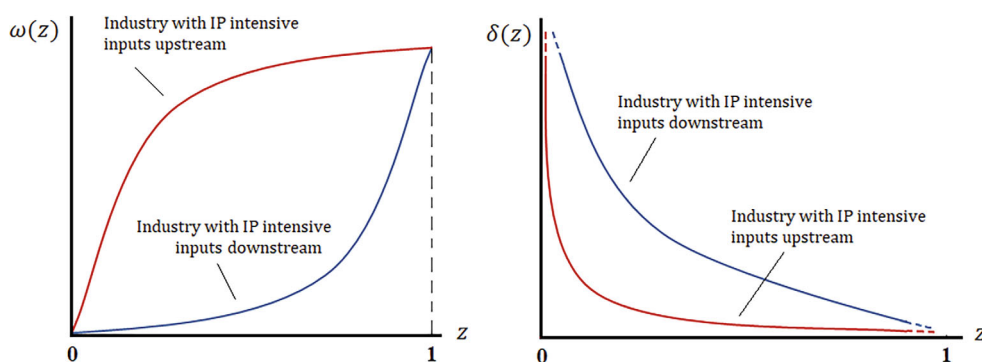 ω(z)
Industry with IP intensive
inputs upstream
Industry with IP intensive
inputs downstream
0
1
z
δ(z)
Industry with IP intensive
inputs downstream
Industry with IP intensive
inputs upstream
0
1
z